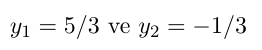 y₁ = 5/3 ve y₂ = −1/3